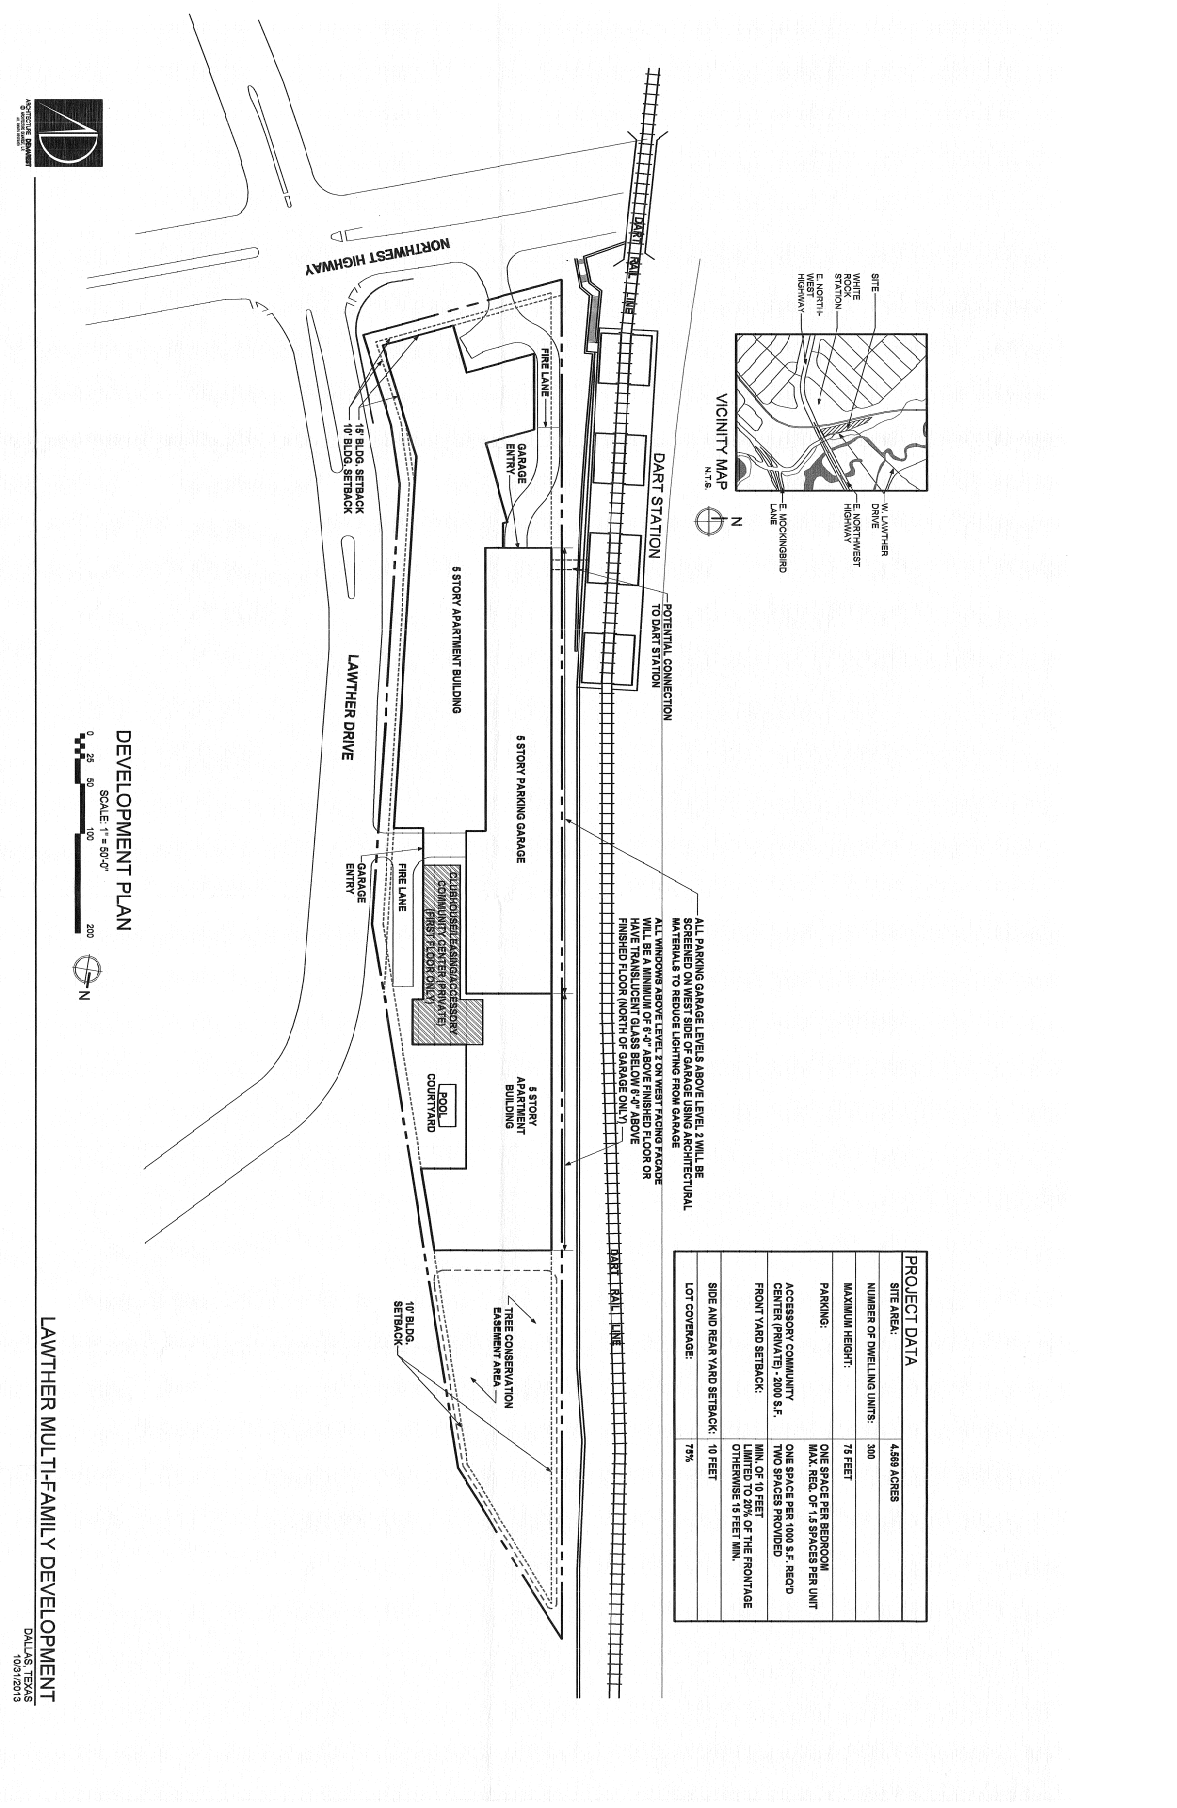 SITE
WHITE
ROCK
STATION
E. NORTH-
WEST
HIGHWAY
W. LAWTHER
DRIVE
E. NORTHWEST
HIGHWAY
E. MOCKINGBIRD
LANE
VICINITY MAP
N.T.S.
N
PROJECT DATA
SITE AREA: 4.569 ACRES
NUMBER OF DWELLING UNITS: 300
MAXIMUM HEIGHT: 75 FEET
PARKING: ONE SPACE PER BEDROOM
MAX. REQ. OF 1.5 SPACES PER UNIT
ACCESSORY COMMUNITY ONE SPACE PER 1000 S.F. REQ'D
CENTER (PRIVATE) - 2000 S.F. TWO SPACES PROVIDED
FRONT YARD SETBACK: MIN. OF 10 FEET
LIMITED TO 20% OF THE FRONTAGE
OTHERWISE 15 FEET MIN.
SIDE AND REAR YARD SETBACK: 10 FEET
LOT COVERAGE: 75%
ALL PARKING GARAGE LEVELS ABOVE LEVEL 2 WILL BE
SCREENED ON WEST SIDE OF GARAGE USING ARCHITECTURAL
MATERIALS TO REDUCE LIGHTING FROM GARAGE
ALL WINDOWS ABOVE LEVEL 2 ON WEST FACING FACADE
WILL BE A MINIMUM OF 6'-0" ABOVE FINISHED FLOOR OR
HAVE TRANSLUCENT GLASS BELOW 6'-0" ABOVE
FINISHED FLOOR (NORTH OF GARAGE ONLY)
DART STATION
POTENTIAL CONNECTION
TO DART STATION
DART RAIL LINE
DART RAIL LINE
FIRE LANE
GARAGE
ENTRY
5 STORY PARKING GARAGE
5 STORY
APARTMENT
BUILDING
TREE CONSERVATION
EASEMENT AREA
5 STORY APARTMENT BUILDING
CLUBHOUSE/LEASING/ACCESSORY
COMMUNITY CENTER (PRIVATE)
(FIRST FLOOR ONLY)
POOL
COURTYARD
FIRE LANE
GARAGE
ENTRY
10' BLDG.
SETBACK
NORTHWEST HIGHWAY
15' BLDG. SETBACK
10' BLDG. SETBACK
LAWTHER DRIVE
DEVELOPMENT PLAN
SCALE: 1" = 50'-0"
0 25 50 100 200
N
AD
ARCHITECTURE DEMAREST
LAWTHER MULTI-FAMILY DEVELOPMENT
DALLAS, TEXAS
10/31/2013